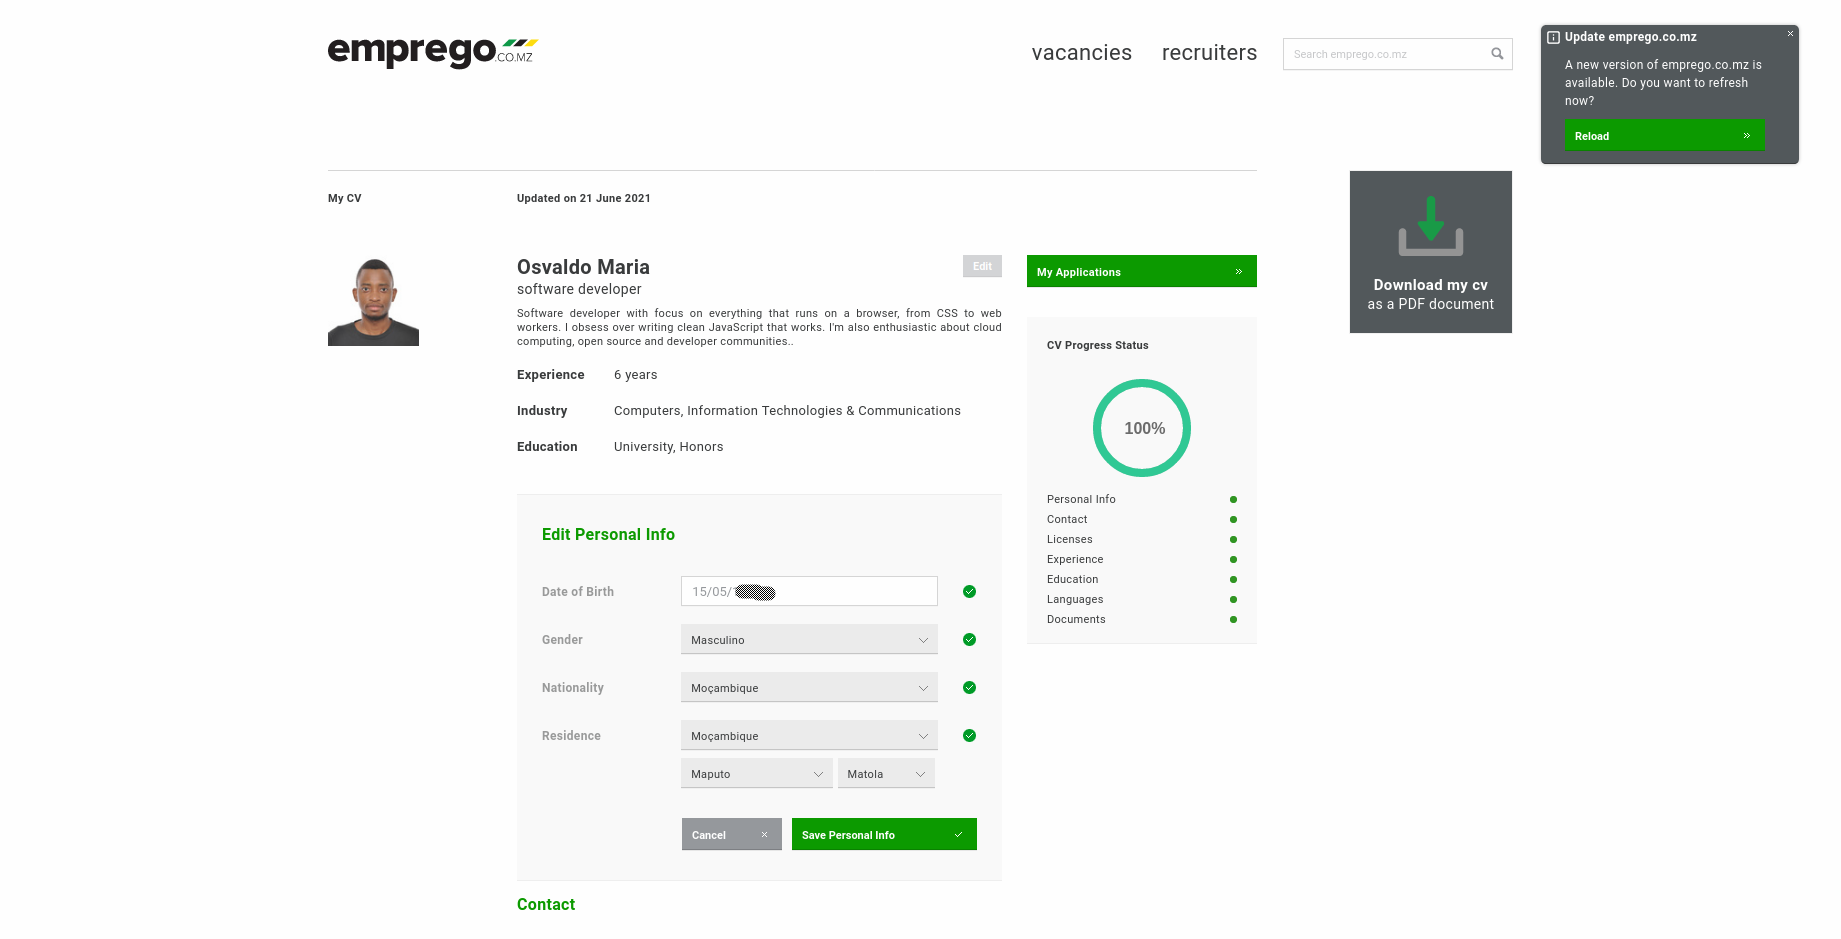 emprego.CO.MZ
vacancies
recruiters
Search emprego.co.mz
Update emprego.co.mz
A new version of emprego.co.mz is
available. Do you want to refresh
now?
Reload
My CV
Updated on 21 June 2021
Osvaldo Maria
Edit
software developer
Software developer with focus on everything that runs on a browser, from CSS to web
workers. I obsess over writing clean JavaScript that works. I'm also enthusiastic about cloud
computing, open source and developer communities..
Experience 6 years
Industry Computers, Information Technologies & Communications
Education University, Honors
My Applications
CV Progress Status
100%
Personal Info
Contact
Licenses
Experience
Education
Languages
Documents
Download my cv
as a PDF document
Edit Personal Info
Date of Birth 15/05/
Gender Masculino
Nationality Moçambique
Residence Moçambique
Maputo Matola
Cancel Save Personal Info
Contact